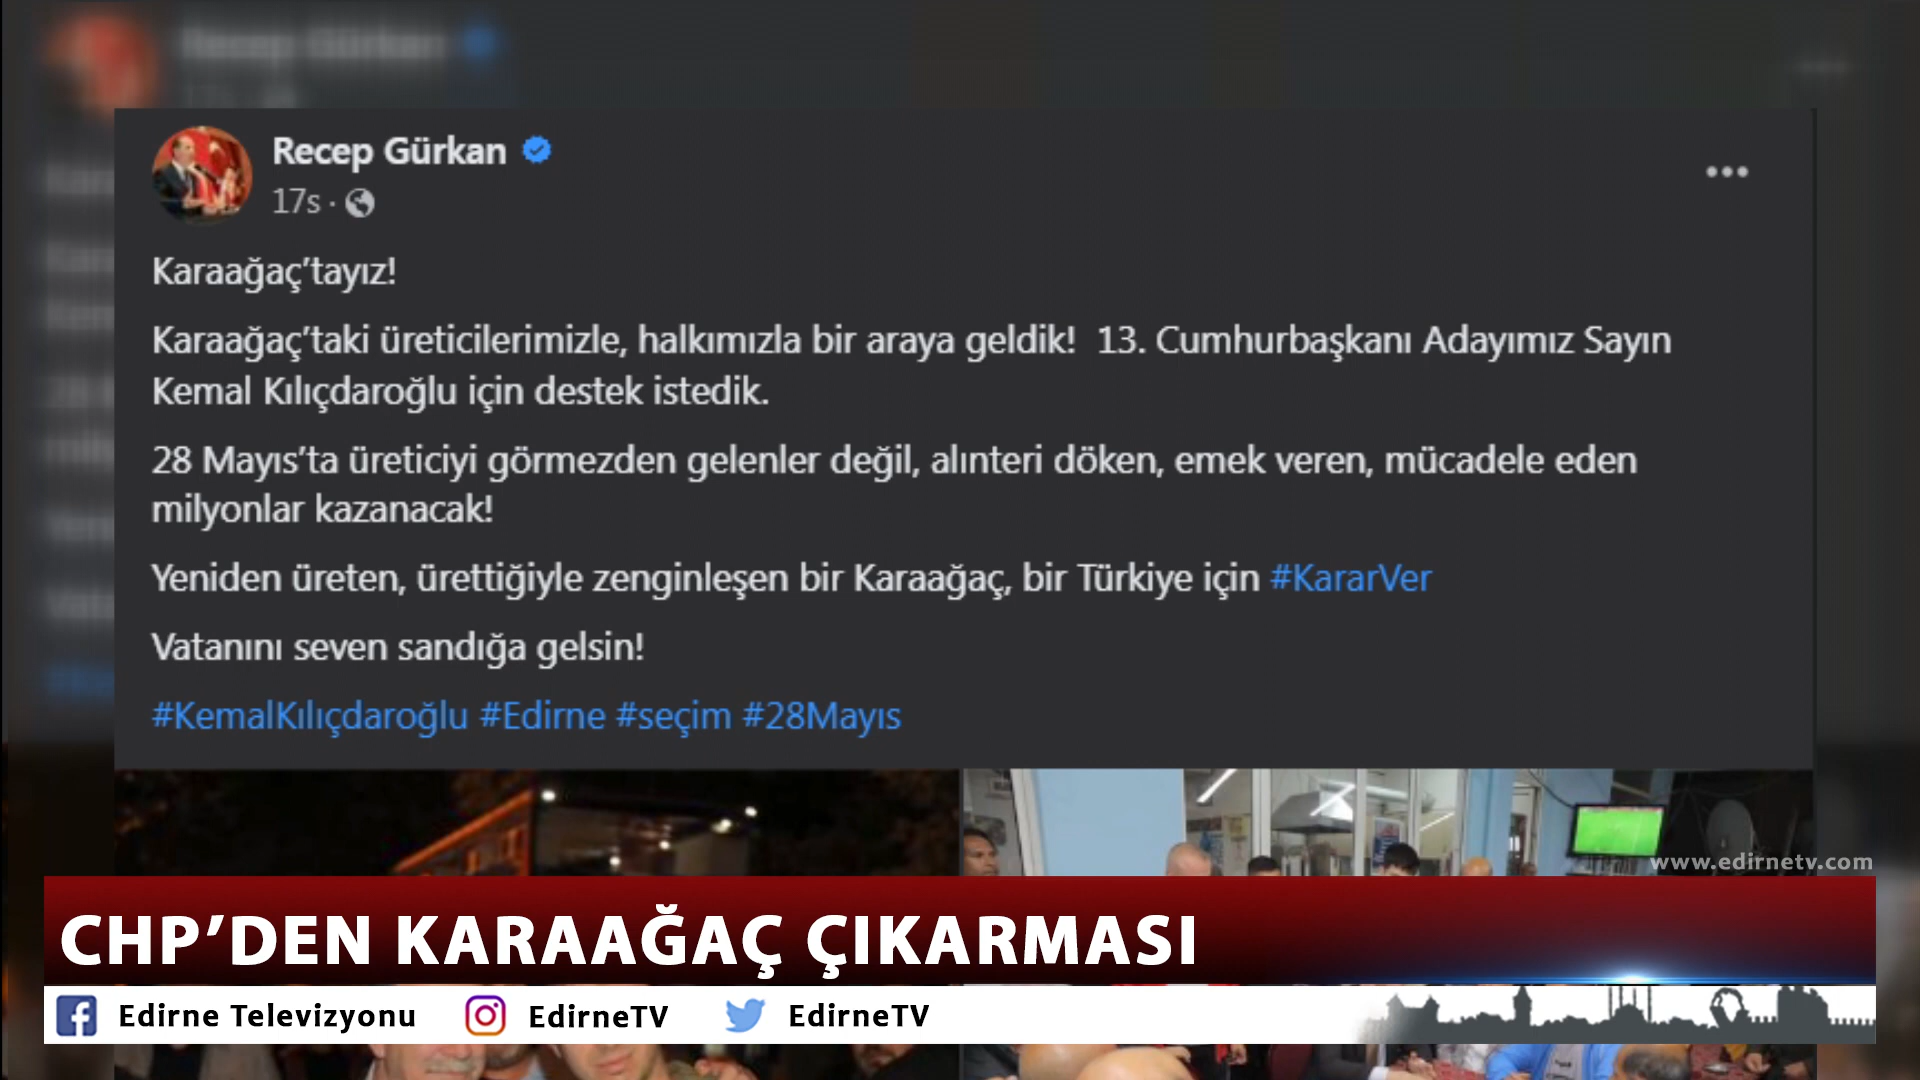 Recep Gürkan
17s ·
Karaağaç’tayız!
Karaağaç’taki üreticilerimizle, halkımızla bir araya geldik! 13. Cumhurbaşkanı Adayımız Sayın
Kemal Kılıçdaroğlu için destek istedik.
28 Mayıs’ta üreticiyi görmezden gelenler değil, alınteri döken, emek veren, mücadele eden
milyonlar kazanacak!
Yeniden üreten, ürettiğiyle zenginleşen bir Karaağaç, bir Türkiye için #KararVer
Vatanını seven sandığa gelsin!
#KemalKılıçdaroğlu #Edirne #seçim #28Mayıs
www.edirnetv.com
CHP’DEN KARAAĞAÇ ÇIKARMASI
Edirne Televizyonu EdirneTV EdirneTV